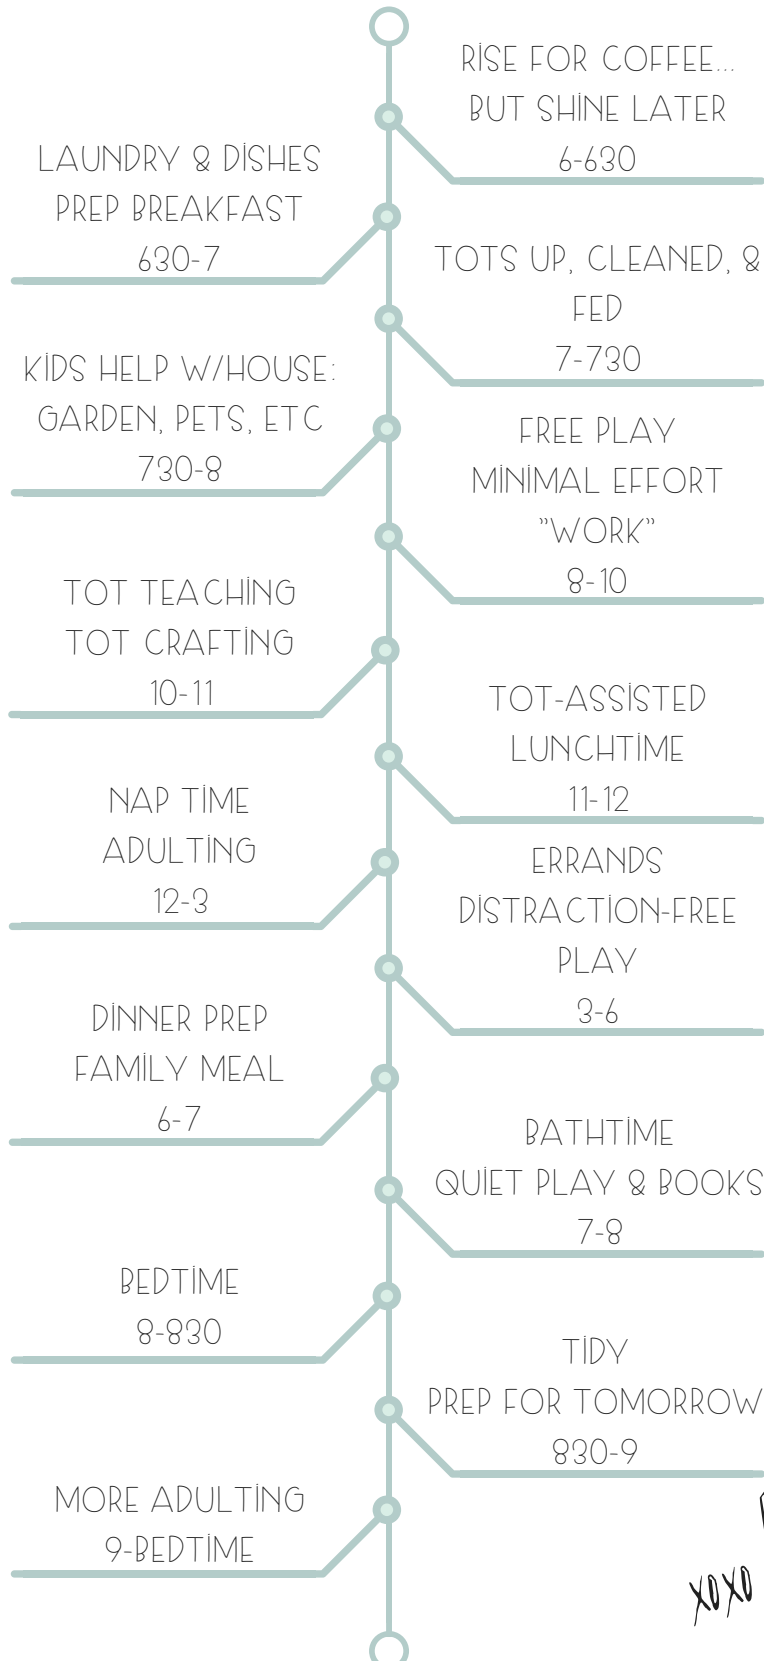 RISE FOR COFFEE...
BUT SHINE LATER
6-630
LAUNDRY & DISHES
PREP BREAKFAST
630-7
TOTS UP, CLEANED, &
FED
7-730
KIDS HELP W/HOUSE:
GARDEN, PETS, ETC
730-8
FREE PLAY
MINIMAL EFFORT
"WORK"
8-10
TOT TEACHING
TOT CRAFTING
10-11
TOT-ASSISTED
LUNCHTIME
11-12
NAP TIME
ADULTING
12-3
ERRANDS
DISTRACTION-FREE
PLAY
3-6
DINNER PREP
FAMILY MEAL
6-7
BATHTIME
QUIET PLAY & BOOKS
7-8
BEDTIME
8-830
TIDY
PREP FOR TOMORROW
830-9
MORE ADULTING
9-BEDTIME
XOXO